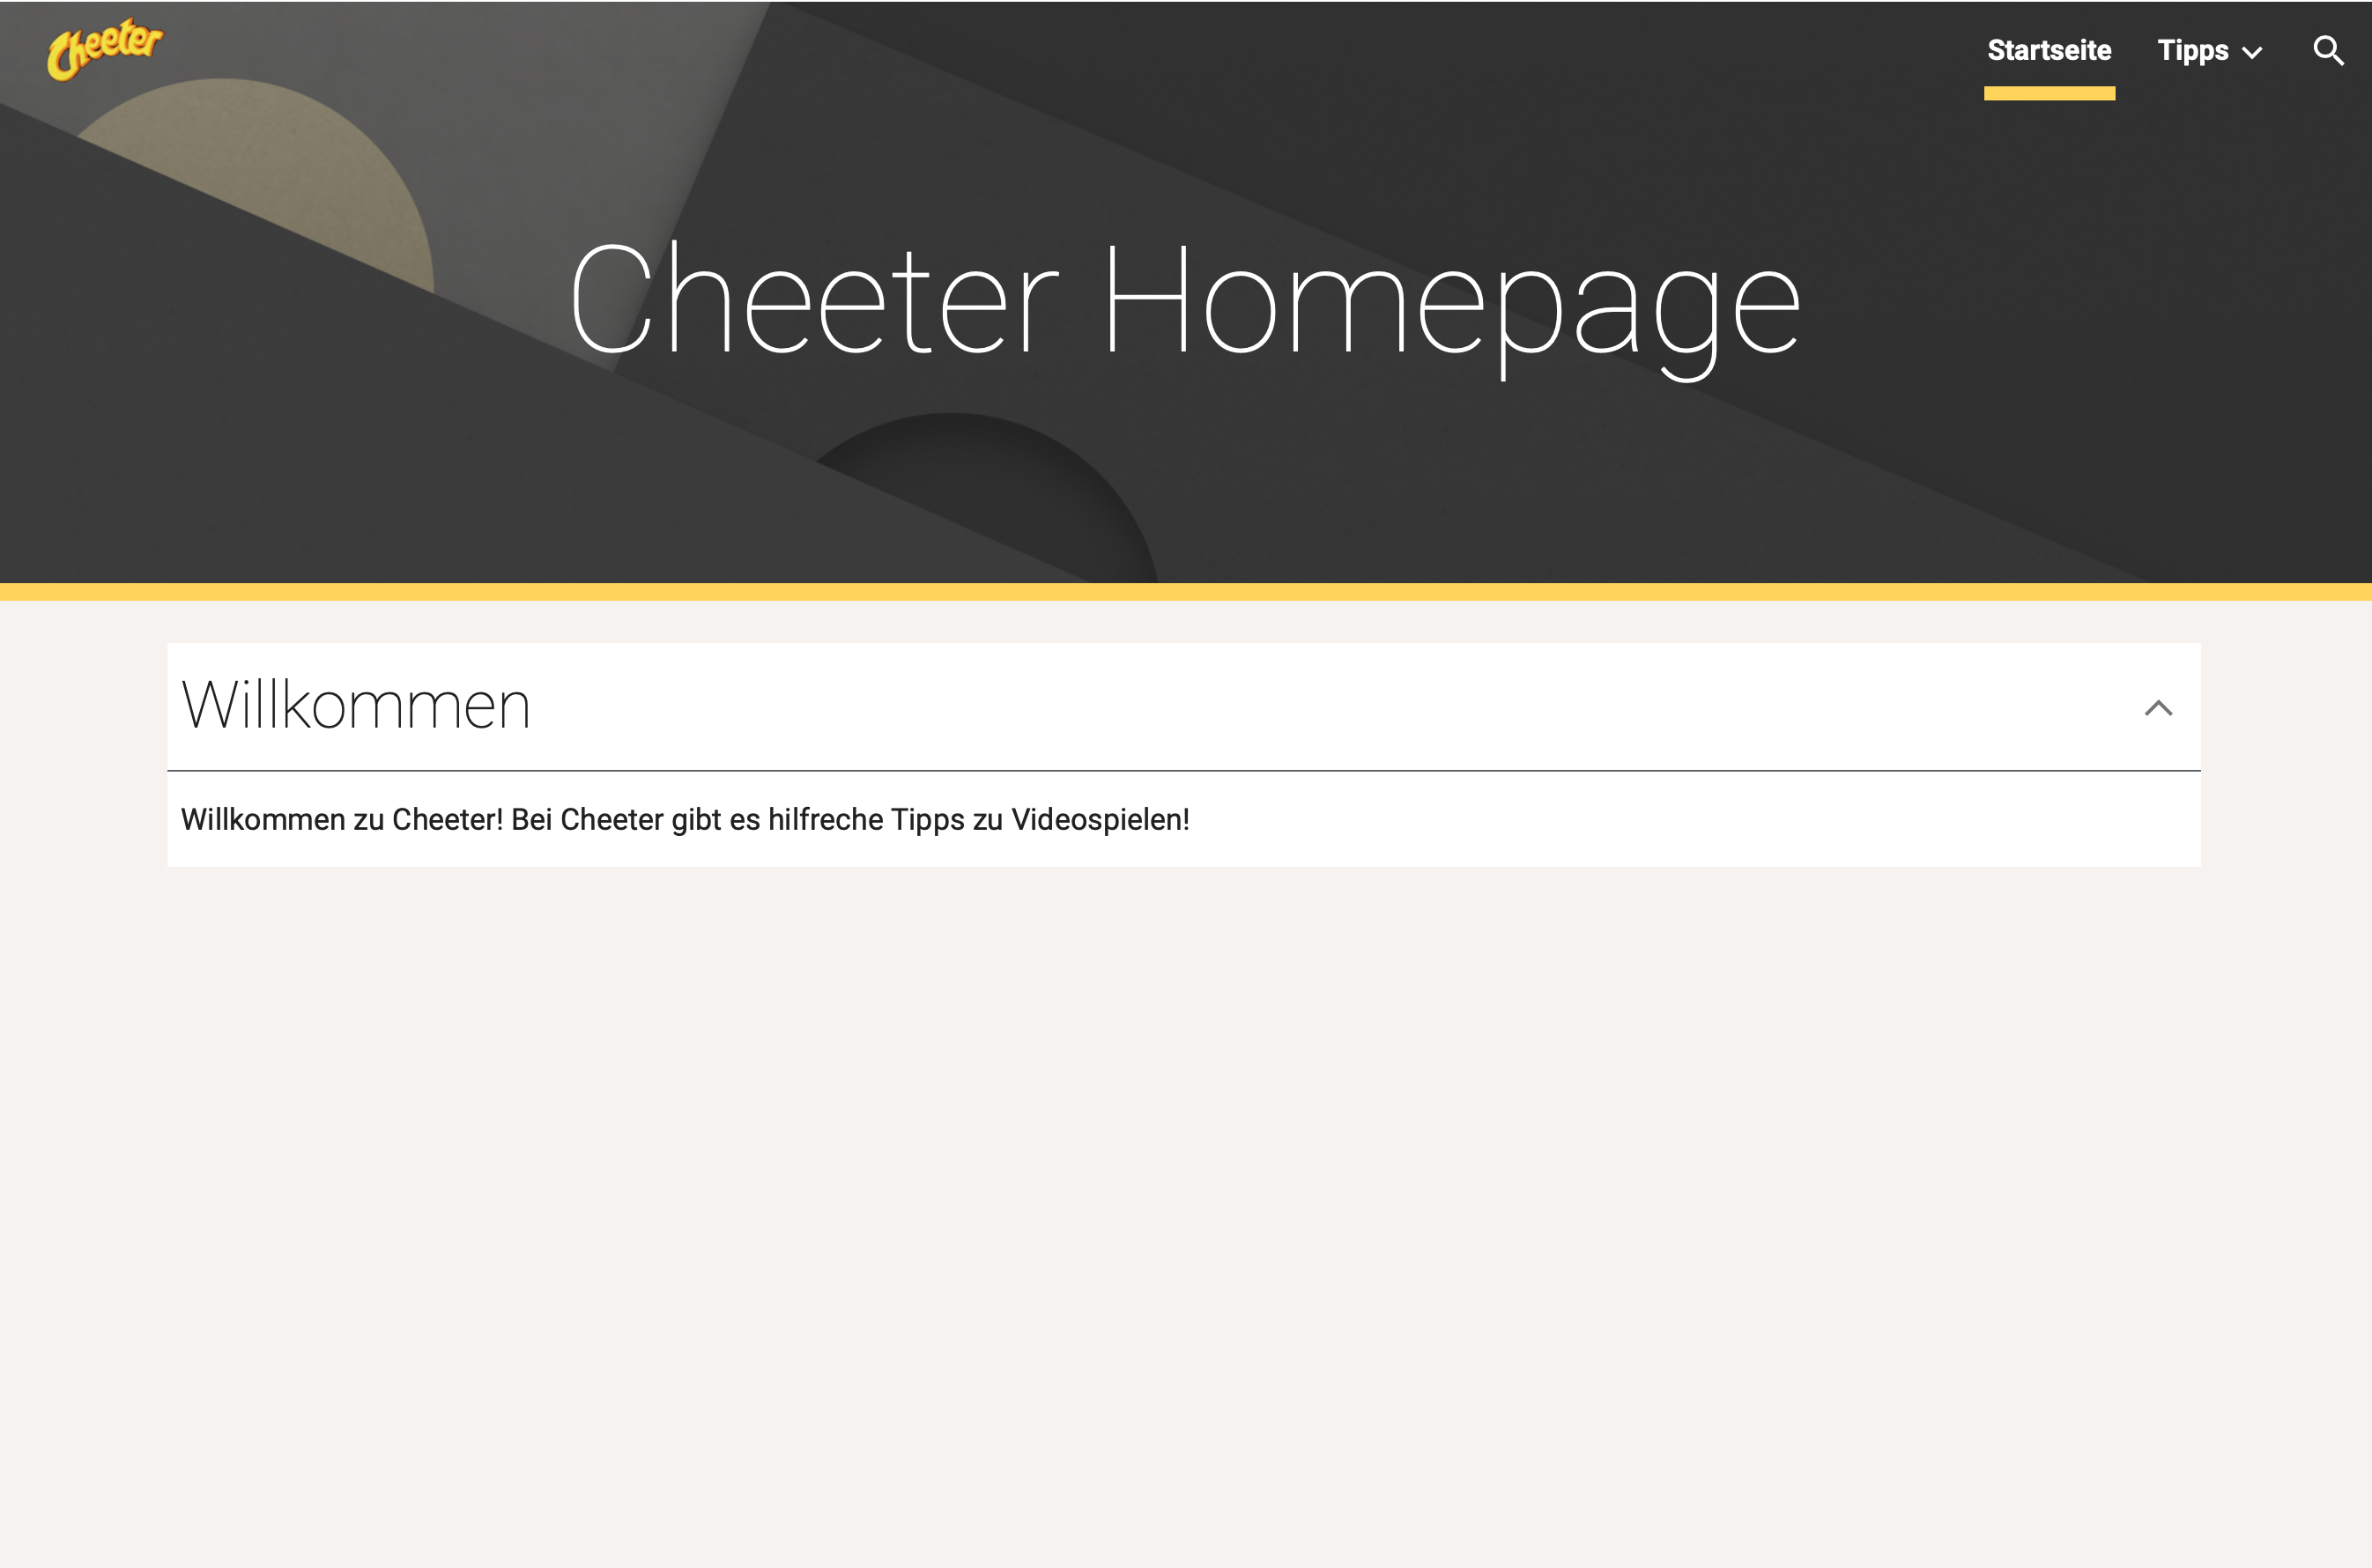 Cheeter
Startseite
Tipps
Cheeter Homepage
Willkommen
Willkommen zu Cheeter! Bei Cheeter gibt es hilfreche Tipps zu Videospielen!